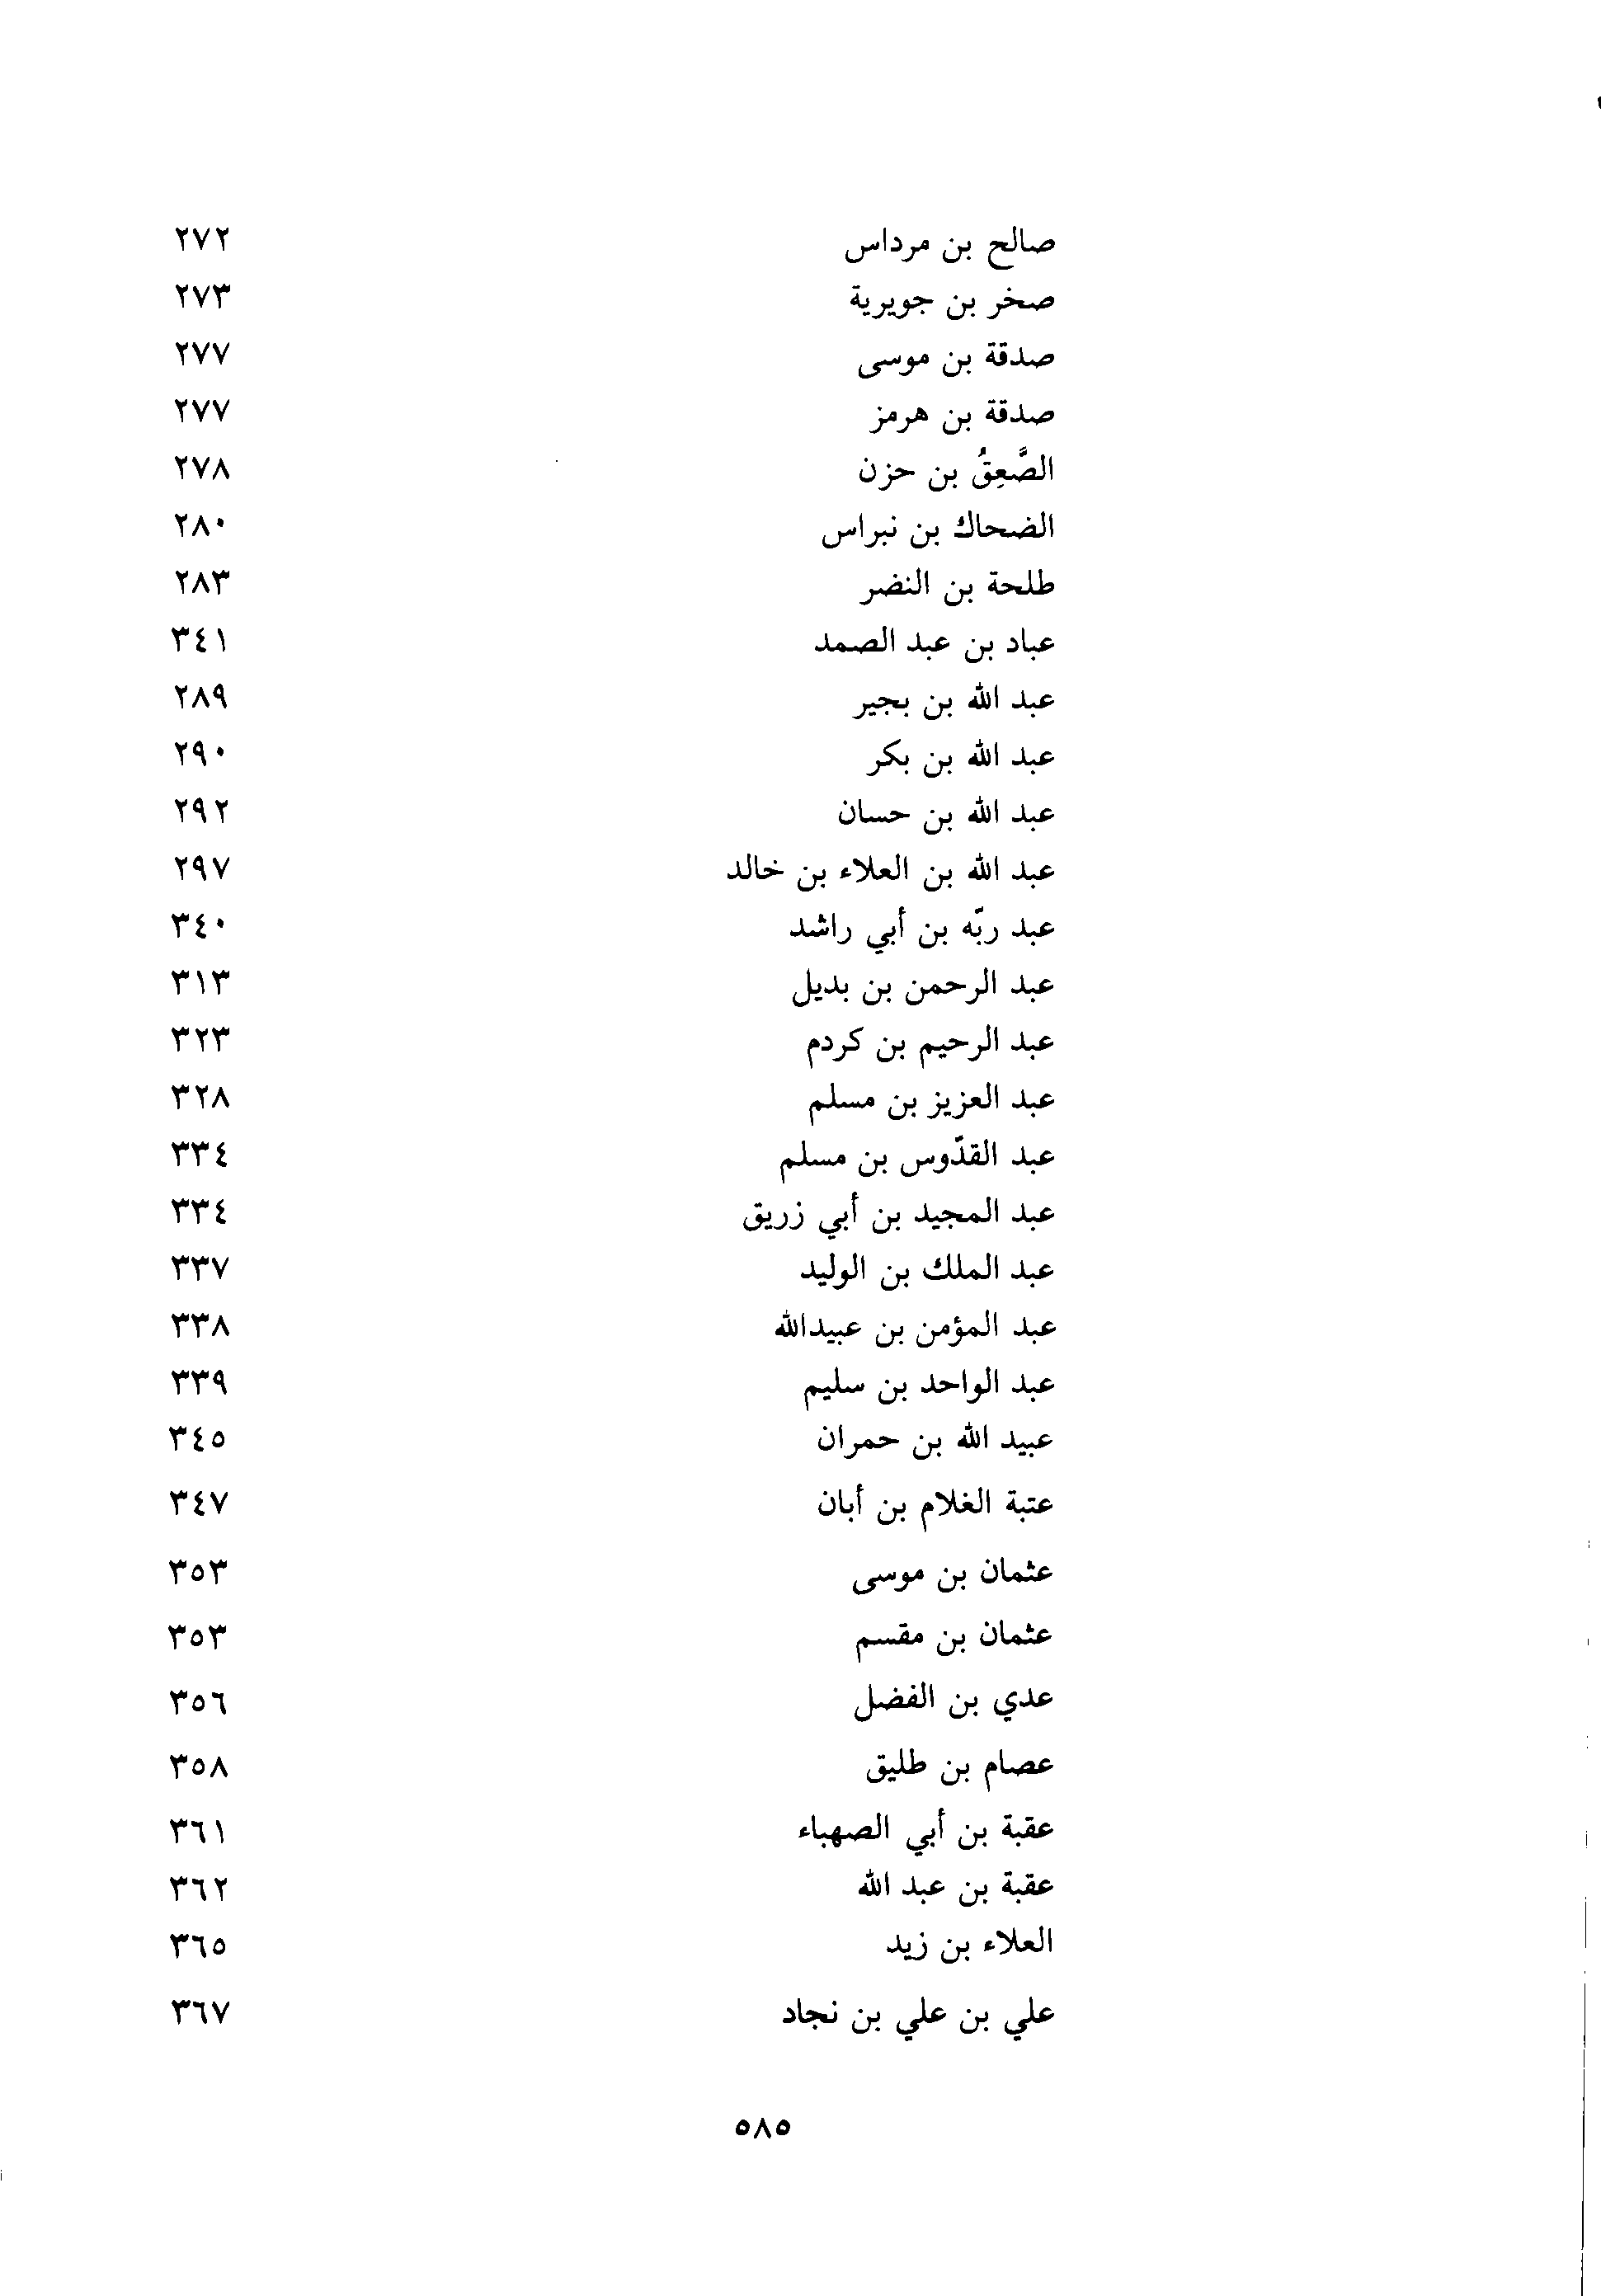 صالح بن مرداس ٢٧٢
صخر بن جويرية ٢٧٣
صدقة بن موسى ٢٧٧
صدقة بن هرمز ٢٧٧
الصَّعِقُ بن حزن ٢٧٨
الضحاك بن نبراس ٢٨٠
طلحة بن النضر ٢٨٣
عباد بن عبد الصمد ٣٤١
عبد الله بن بجير ٢٨٩
عبد الله بن بكر ٢٩٠
عبد الله بن حسان ٢٩٢
عبد الله بن العلاء بن خالد ٢٩٧
عبد ربّه بن أبي راشد ٣٤٠
عبد الرحمن بن بديل ٣١٣
عبد الرحيم بن كردم ٣٢٣
عبد العزيز بن مسلم ٣٢٨
عبد القدّوس بن مسلم ٣٣٤
عبد المجيد بن أبي زريق ٣٣٤
عبد الملك بن الوليد ٣٣٧
عبد المؤمن بن عبيدالله ٣٣٨
عبد الواحد بن سليم ٣٣٩
عبيد الله بن حمران ٣٤٥
عتبة الغلام بن أبان ٣٤٧
عثمان بن موسى ٣٥٣
عثمان بن مقسم ٣٥٣
عدي بن الفضل ٣٥٦
عصام بن طليق ٣٥٨
عقبة بن أبي الصهباء ٣٦١
عقبة بن عبد الله ٣٦٢
العلاء بن زيد ٣٦٥
علي بن علي بن نجاد ٣٦٧
٥٨٥